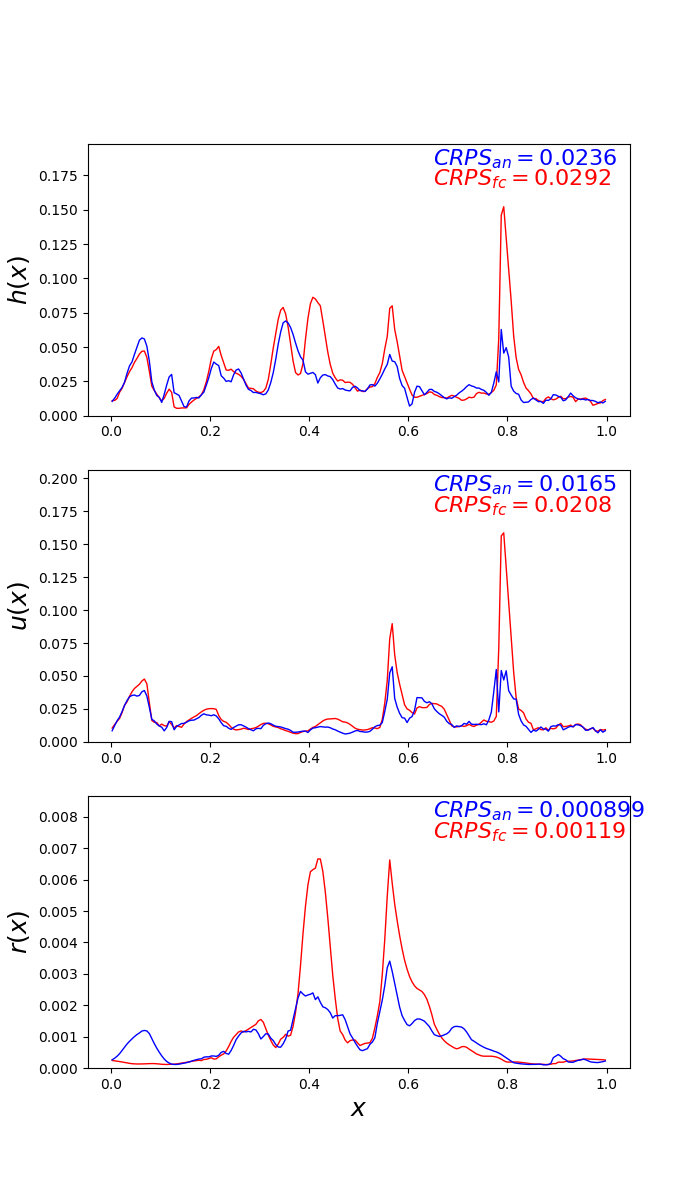 CRPS_an = 0.0236
CRPS_fc = 0.0292
h(x)
0.175
0.150
0.125
0.100
0.075
0.050
0.025
0.000
0.0 0.2 0.4 0.6 0.8 1.0
CRPS_an = 0.0165
CRPS_fc = 0.0208
u(x)
0.200
0.175
0.150
0.125
0.100
0.075
0.050
0.025
0.000
0.0 0.2 0.4 0.6 0.8 1.0
CRPS_an = 0.000899
CRPS_fc = 0.00119
r(x)
0.008
0.007
0.006
0.005
0.004
0.003
0.002
0.001
0.000
0.0 0.2 0.4 0.6 0.8 1.0
x